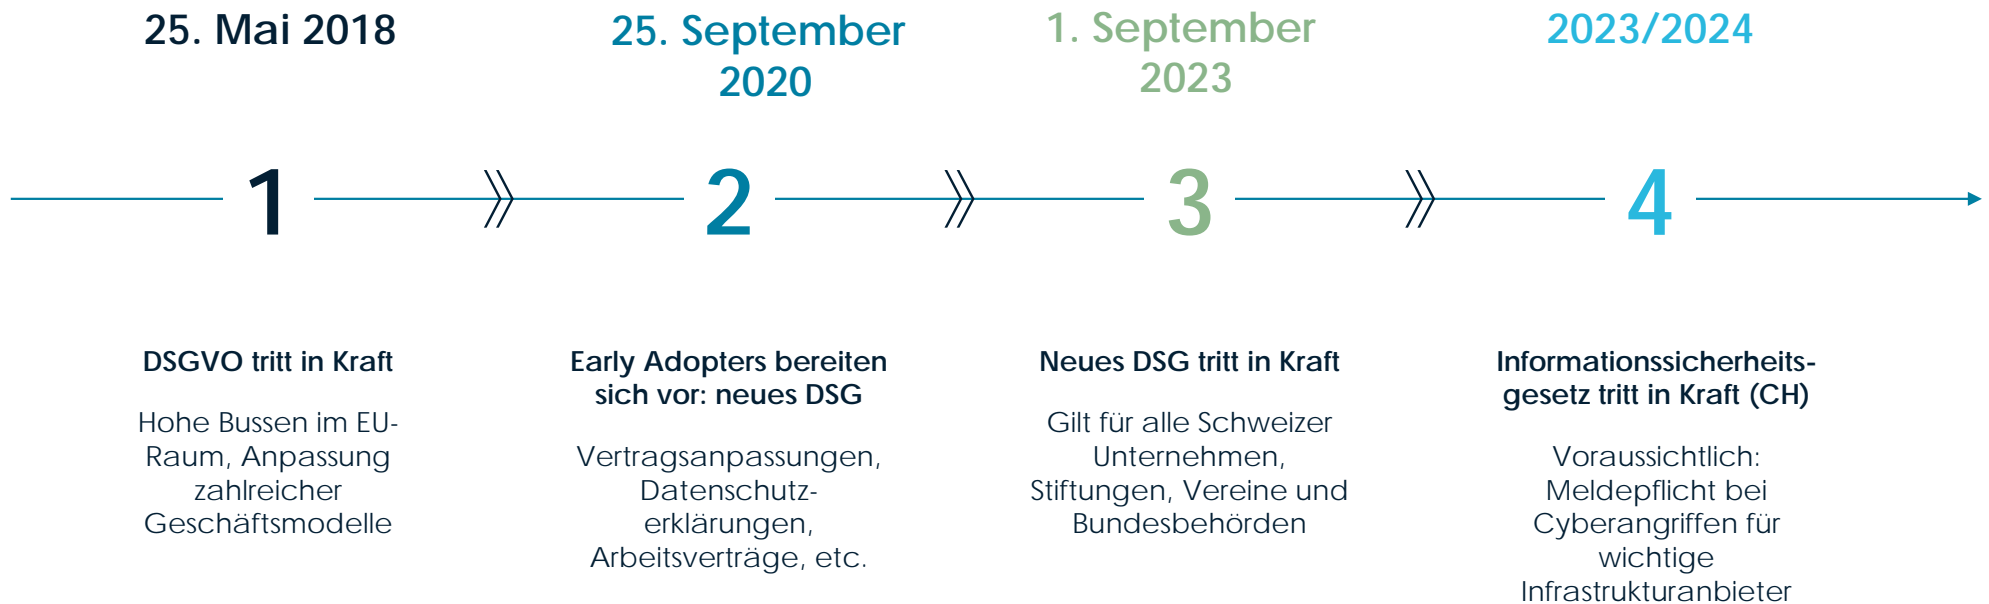 25. Mai 2018
25. September
2020
1. September
2023
2023/2024
1
2
3
4
DSGVO tritt in Kraft
Hohe Bussen im EU-
Raum, Anpassung
zahlreicher
Geschäftsmodelle
Early Adopters bereiten
sich vor: neues DSG
Vertragsanpassungen,
Datenschutz-
erklärungen,
Arbeitsverträge, etc.
Neues DSG tritt in Kraft
Gilt für alle Schweizer
Unternehmen,
Stiftungen, Vereine und
Bundesbehörden
Informationssicherheits-
gesetz tritt in Kraft (CH)
Voraussichtlich:
Meldepflicht bei
Cyberangriffen für
wichtige
Infrastrukturanbieter